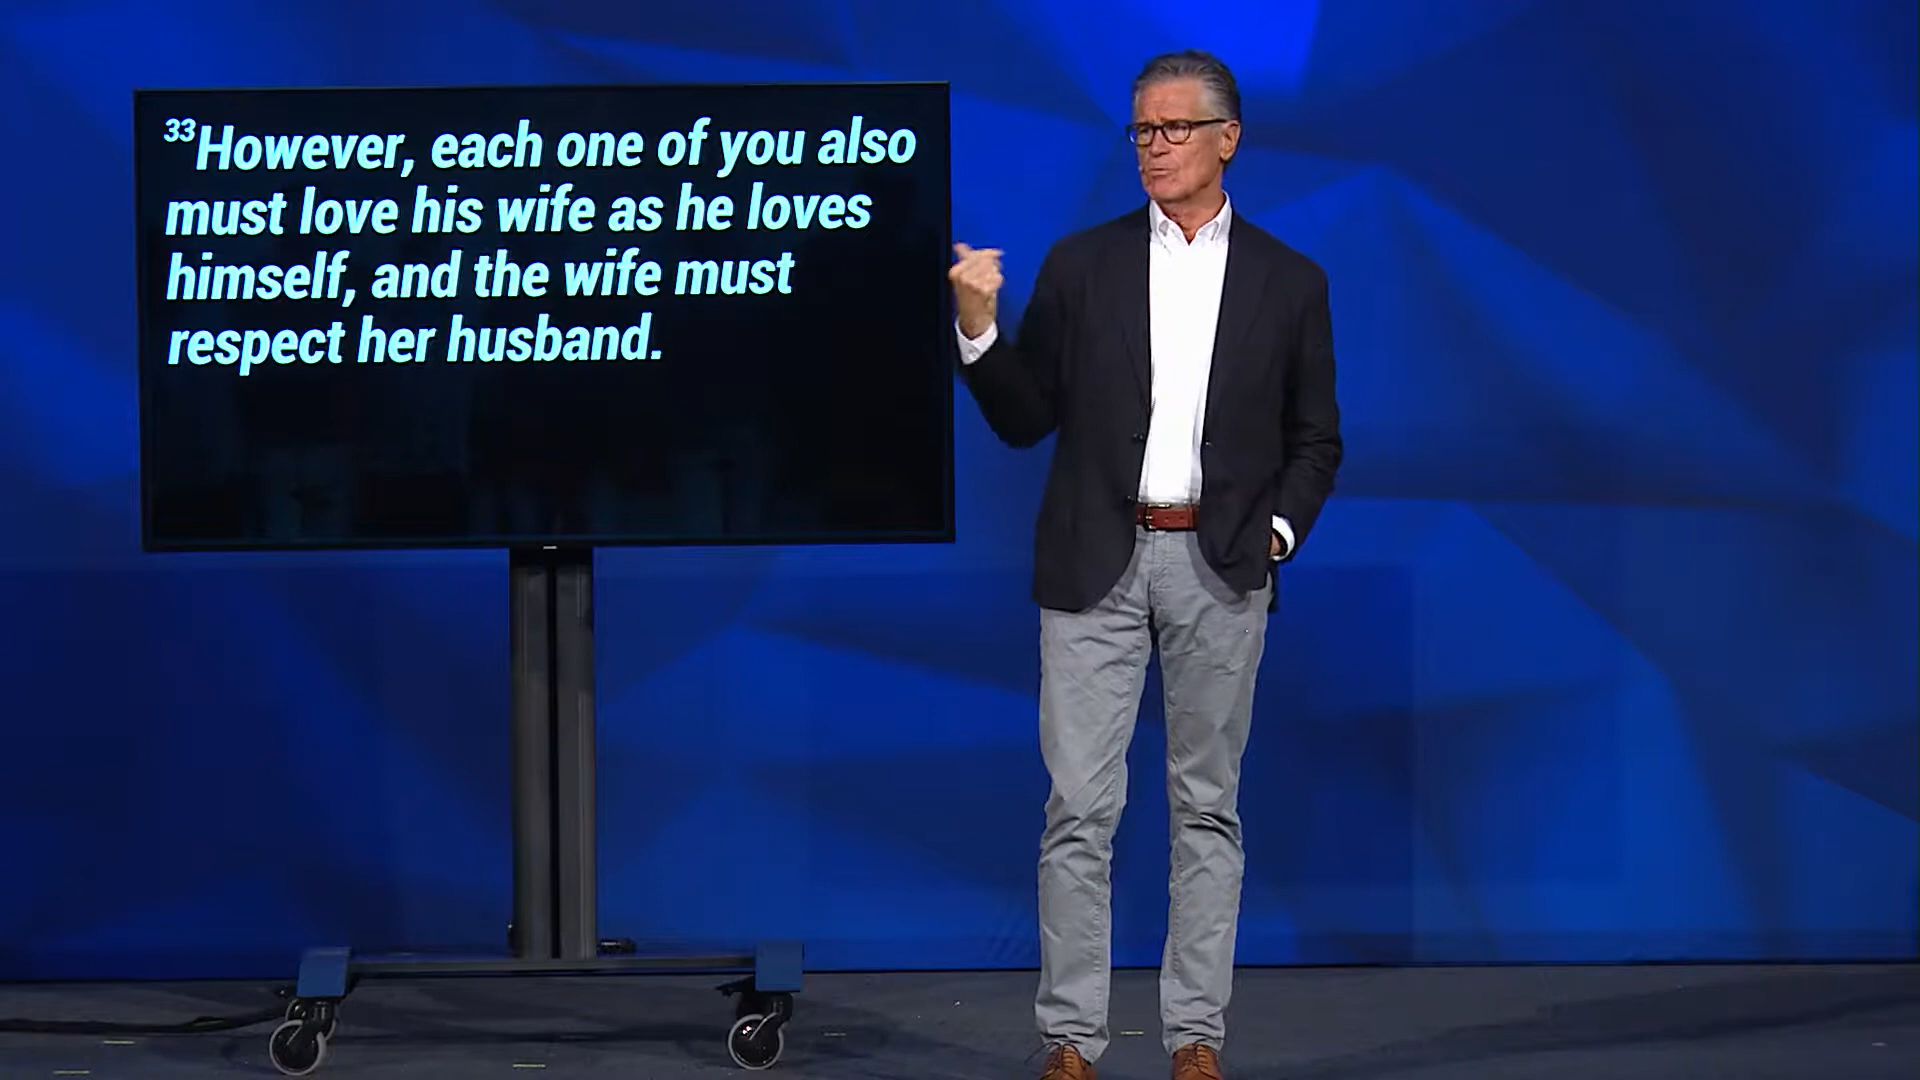 33However, each one of you also
must love his wife as he loves
himself, and the wife must
respect her husband.